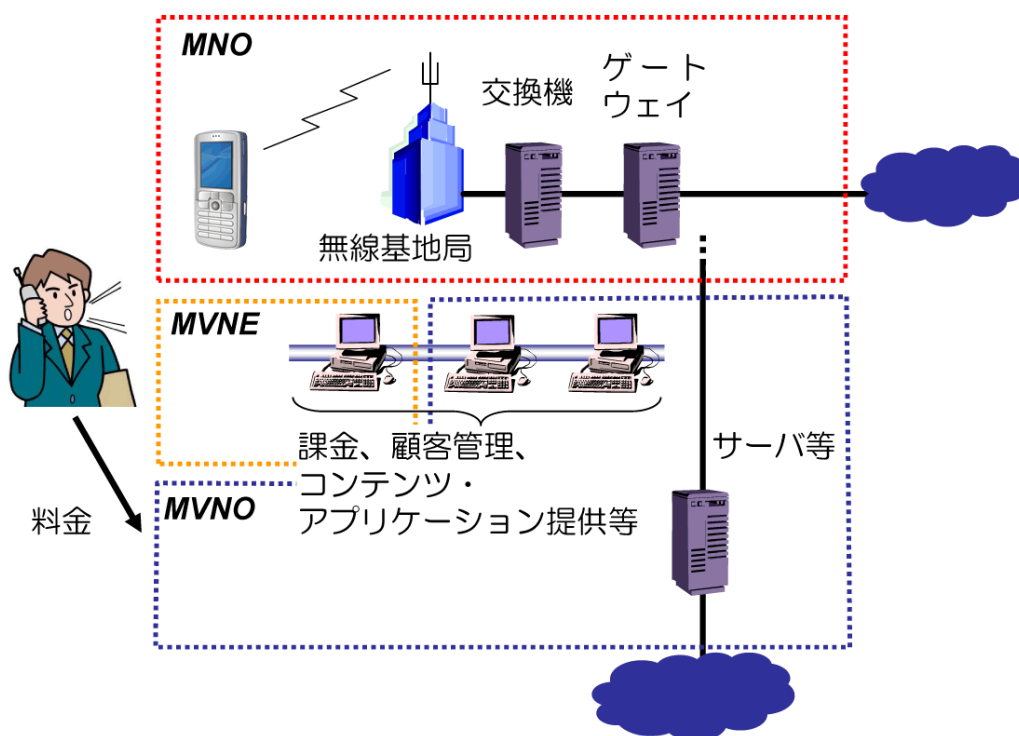 MNO
交換機
ゲート
ウェイ
無線基地局
MVNE
課金、顧客管理、
コンテンツ・
アプリケーション提供等
サーバ等
MVNO
料金